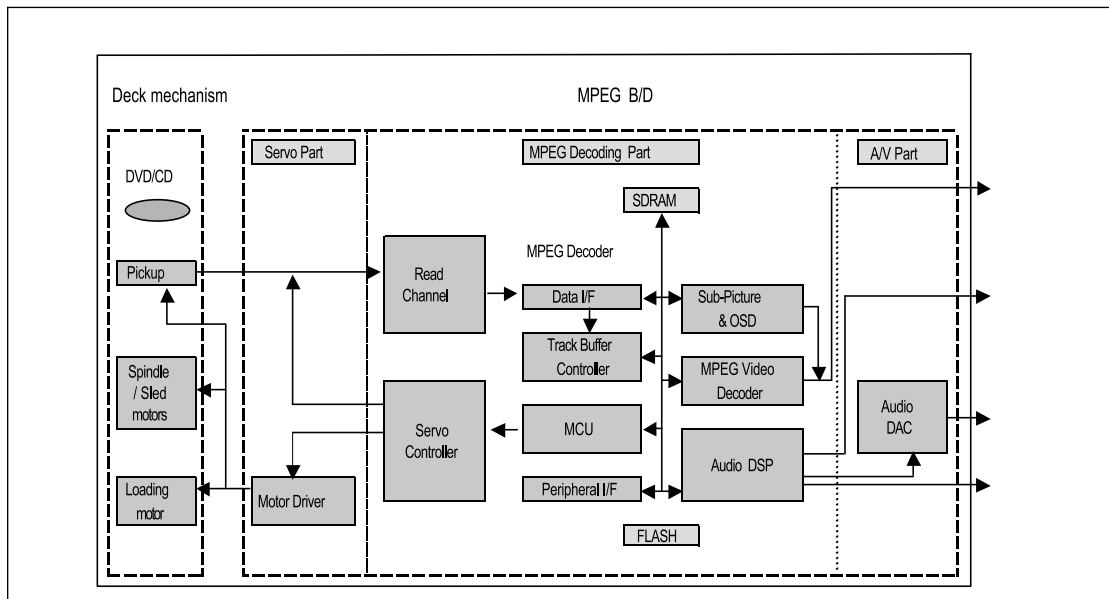 Deck mechanism
MPEG B/D
Servo Part
MPEG Decoding Part
A/V Part
DVD/CD
SDRAM
MPEG Decoder
Pickup
Read
Channel
Data I/F
Sub-Picture
& OSD
Track Buffer
Controller
MPEG Video
Decoder
Spindle
/ Sled
motors
Servo
Controller
MCU
Audio
DAC
Audio DSP
Loading
motor
Motor Driver
Peripheral I/F
FLASH